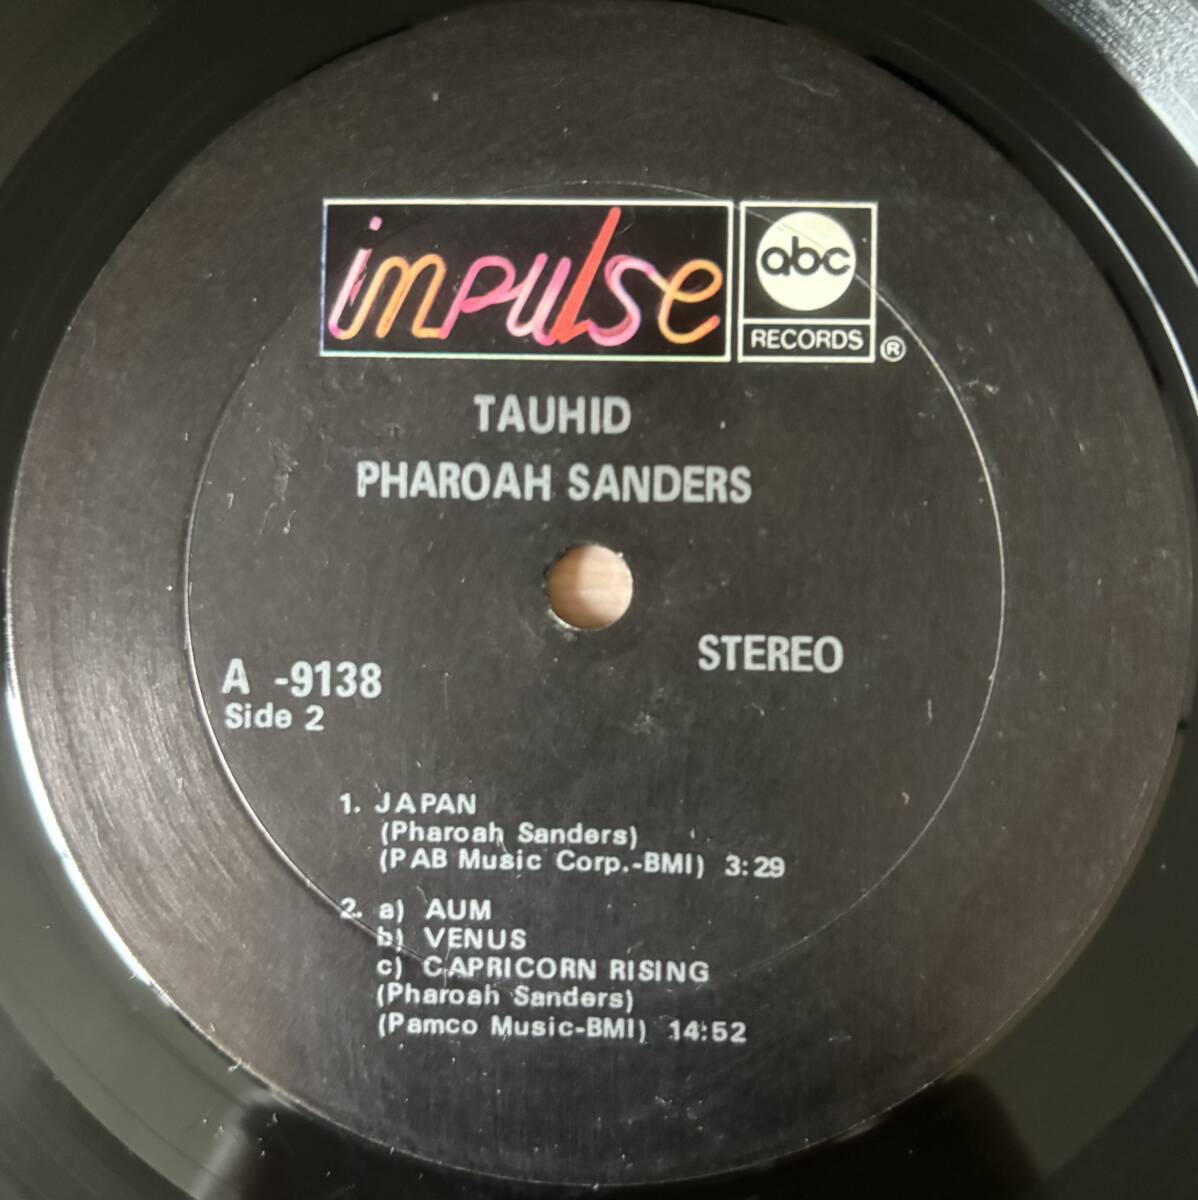 impulse
abc
RECORDS ®
TAUHID
PHAROAH SANDERS
STEREO
A -9138
Side 2
1. JAPAN
(Pharoah Sanders)
(PAB Music Corp.-BMI) 3:29
2. a) AUM
b) VENUS
c) CAPRICORN RISING
(Pharoah Sanders)
(Pamco Music-BMI) 14:52